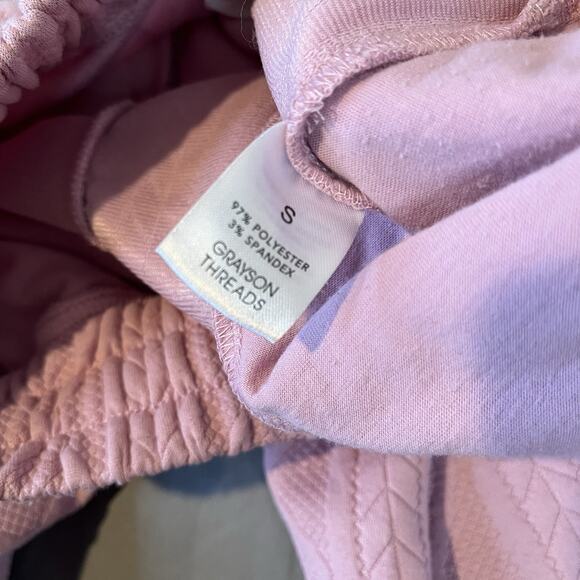 S
97% POLYESTER
3% SPANDEX
GRAYSON
THREADS